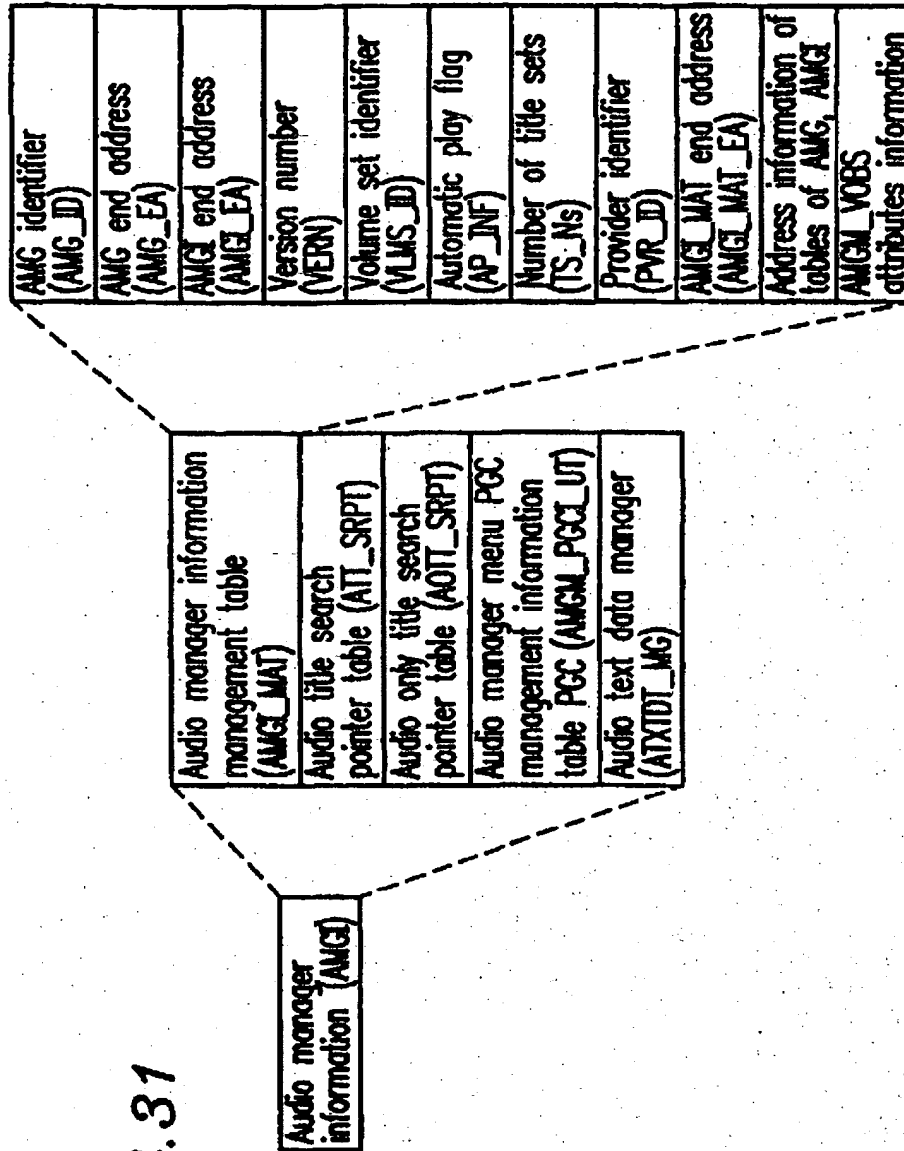 .31
Audio manager
information (AMGI)
Audio manager information
management table
(AMGI_MAT)
Audio title search
pointer table (ATT_SRPT)
Audio only title search
pointer table (AOTT_SRPT)
Audio manager menu PGC
management information
table PGC (AMGM_PGCI_UT)
Audio text data manager
(ATXTDT_MG)
AMG identifier
(AMG_ID)
AMG end address
(AMG_EA)
AMGI end address
(AMGI_EA)
Version number
(VERN)
Volume set identifier
(VLMS_ID)
Automatic play flag
(AP_INF)
Number of title sets
(TS_Ns)
Provider identifier
(PVR_ID)
AMGI_MAT end address
(AMGI_MAT_EA)
Address information of
tables of AMG, AMGI
AMGM_VOBS
attributes information